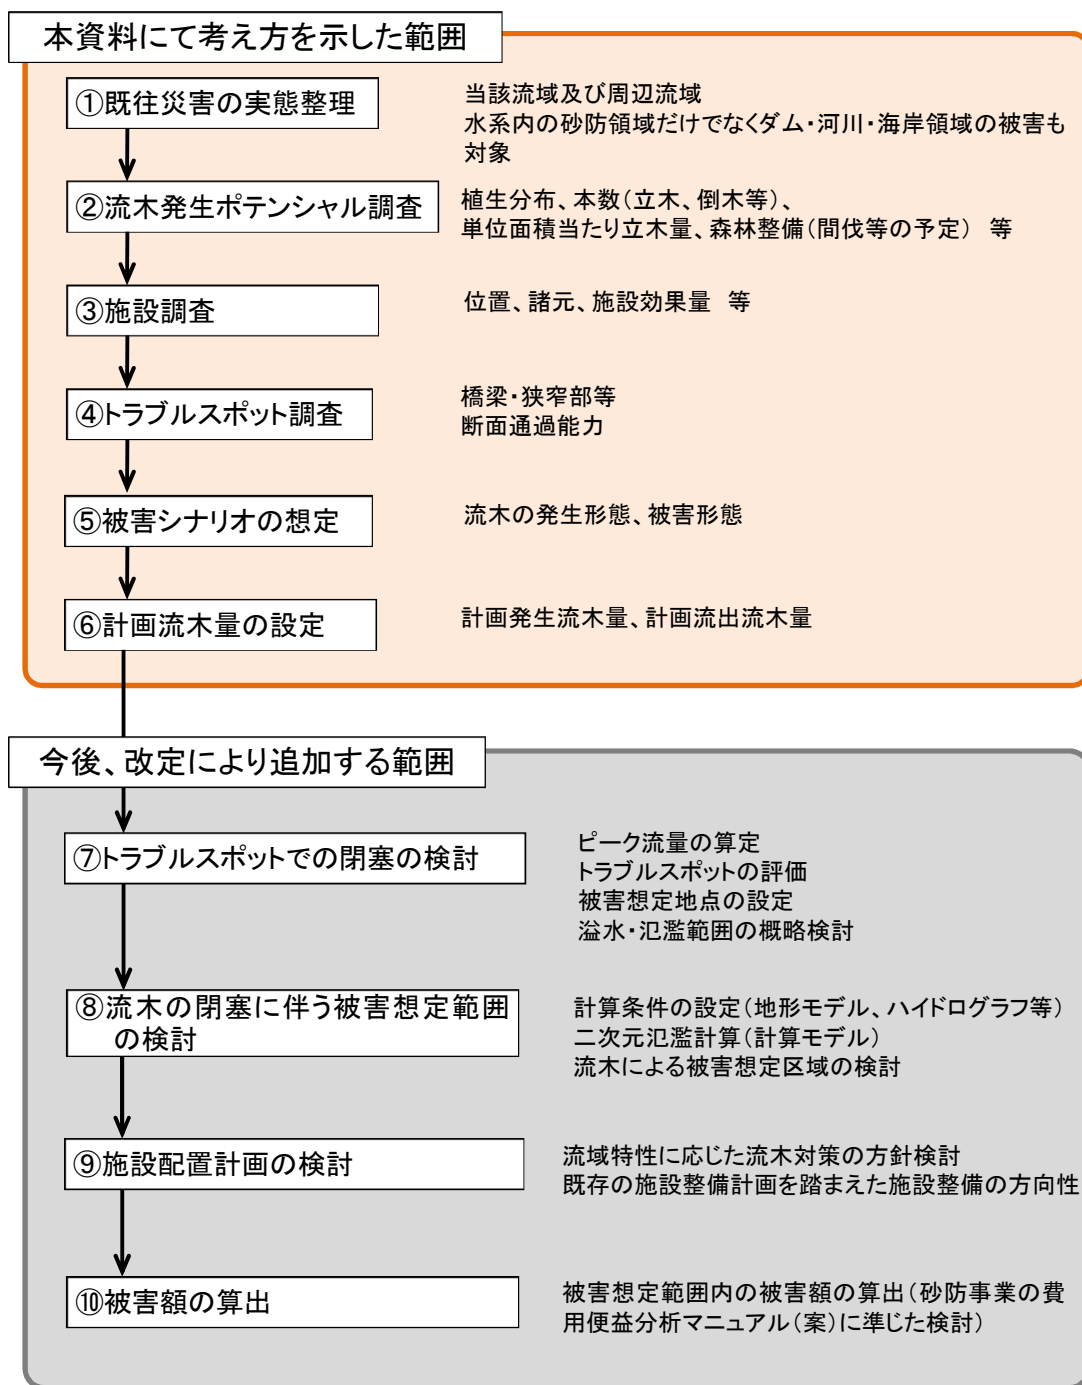 本資料にて考え方を示した範囲
①既往災害の実態整理
当該流域及び周辺流域
水系内の砂防領域だけでなくダム・河川・海岸領域の被害も
対象
②流木発生ポテンシャル調査
植生分布、本数(立木、倒木等)、
単位面積当たり立木量、森林整備(間伐等の予定) 等
③施設調査
位置、諸元、施設効果量 等
④トラブルスポット調査
橋梁・狭窄部等
断面通過能力
⑤被害シナリオの想定
流木の発生形態、被害形態
⑥計画流木量の設定
計画発生流木量、計画流出流木量
今後、改定により追加する範囲
⑦トラブルスポットでの閉塞の検討
ピーク流量の算定
トラブルスポットの評価
被害想定地点の設定
溢水・氾濫範囲の概略検討
⑧流木の閉塞に伴う被害想定範囲
の検討
計算条件の設定(地形モデル、ハイドログラフ等)
二次元氾濫計算(計算モデル)
流木による被害想定区域の検討
⑨施設配置計画の検討
流域特性に応じた流木対策の方針検討
既存の施設整備計画を踏まえた施設整備の方向性
⑩被害額の算出
被害想定範囲内の被害額の算出(砂防事業の費
用便益分析マニュアル(案)に準じた検討)